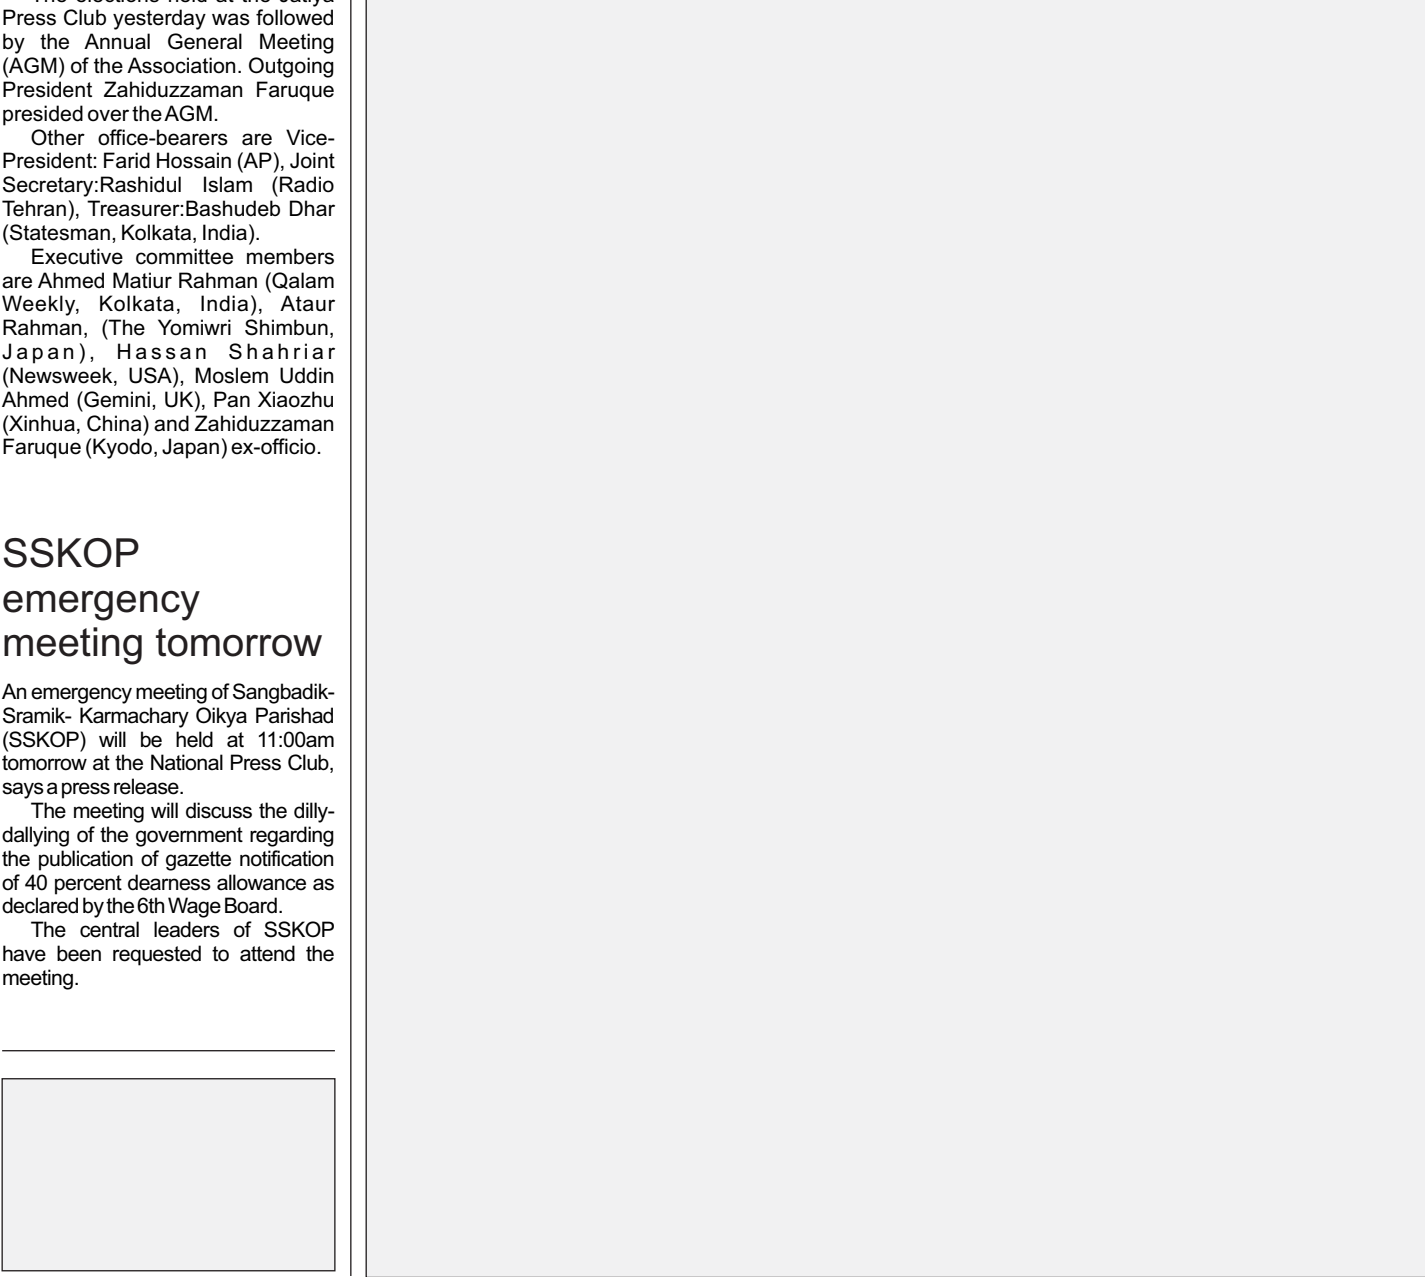 The elections held at the Jatiya
Press Club yesterday was followed
by the Annual General Meeting
(AGM) of the Association. Outgoing
President Zahiduzzaman Faruque
presided over the AGM.
Other office-bearers are Vice-
President: Farid Hossain (AP), Joint
Secretary:Rashidul Islam (Radio
Tehran), Treasurer:Bashudeb Dhar
(Statesman, Kolkata, India).
Executive committee members
are Ahmed Matiur Rahman (Qalam
Weekly, Kolkata, India), Ataur
Rahman, (The Yomiwri Shimbun,
Japan), Hassan Shahriar
(Newsweek, USA), Moslem Uddin
Ahmed (Gemini, UK), Pan Xiaozhu
(Xinhua, China) and Zahiduzzaman
Faruque (Kyodo, Japan) ex-officio.
SSKOP
emergency
meeting tomorrow
An emergency meeting of Sangbadik-
Sramik- Karmachary Oikya Parishad
(SSKOP) will be held at 11:00am
tomorrow at the National Press Club,
says a press release.
The meeting will discuss the dilly-
dallying of the government regarding
the publication of gazette notification
of 40 percent dearness allowance as
declared by the 6th Wage Board.
The central leaders of SSKOP
have been requested to attend the
meeting.